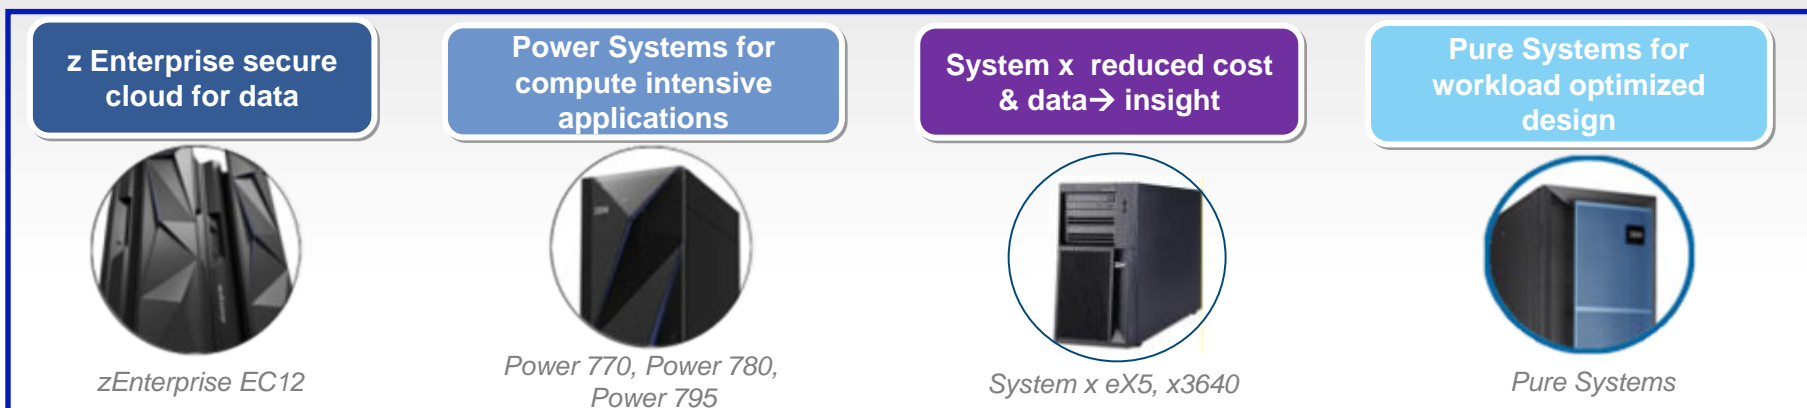 z Enterprise secure
cloud for data
Power Systems for
compute intensive
applications
System x  reduced cost
& data→ insight
Pure Systems for
workload optimized
design
IBM
zEnterprise EC12
Power 770, Power 780,
Power 795
System x eX5, x3640
Pure Systems